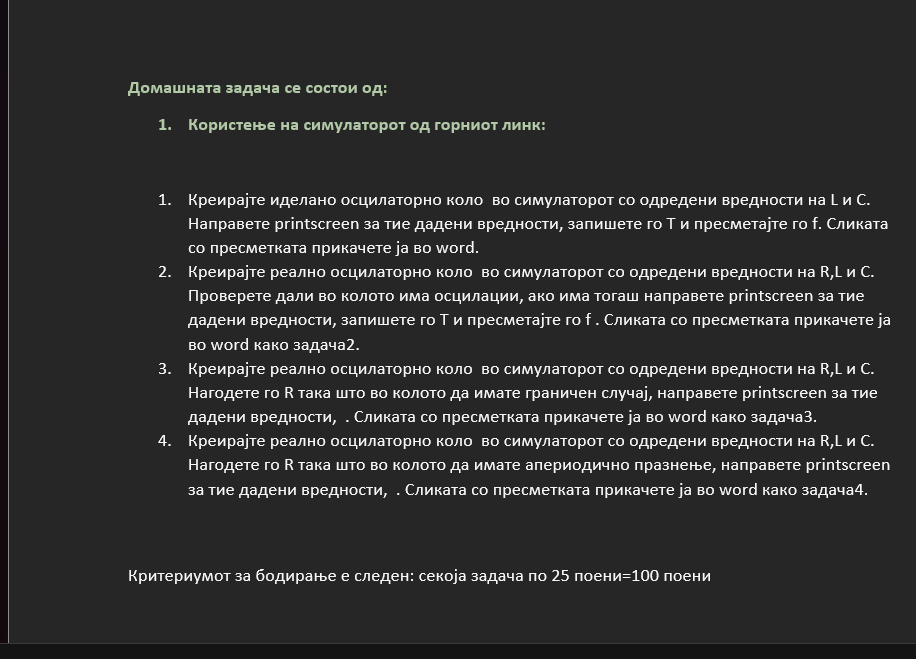 Домашната задача се состои од:
1. Користење на симулаторот од горниот линк:
1. Креирајте иделано осцилаторно коло во симулаторот со одредени вредности на L и C.
Направете printscreen за тие дадени вредности, запишете го Т и пресметајте го f. Сликата
со пресметката прикачете ја во word.
2. Креирајте реално осцилаторно коло во симулаторот со одредени вредности на R,L и C.
Проверете дали во колото има осцилации, ако има тогаш направете printscreen за тие
дадени вредности, запишете го Т и пресметајте го f . Сликата со пресметката прикачете ја
во word како задача2.
3. Креирајте реално осцилаторно коло во симулаторот со одредени вредности на R,L и C.
Нагодете го R така што во колото да имате граничен случај, направете printscreen за тие
дадени вредности, . Сликата со пресметката прикачете ја во word како задача3.
4. Креирајте реално осцилаторно коло во симулаторот со одредени вредности на R,L и C.
Нагодете го R така што во колото да имате апериодично празнење, направете printscreen
за тие дадени вредности, . Сликата со пресметката прикачете ја во word како задача4.
Критериумот за бодирање е следен: секоја задача по 25 поени=100 поени